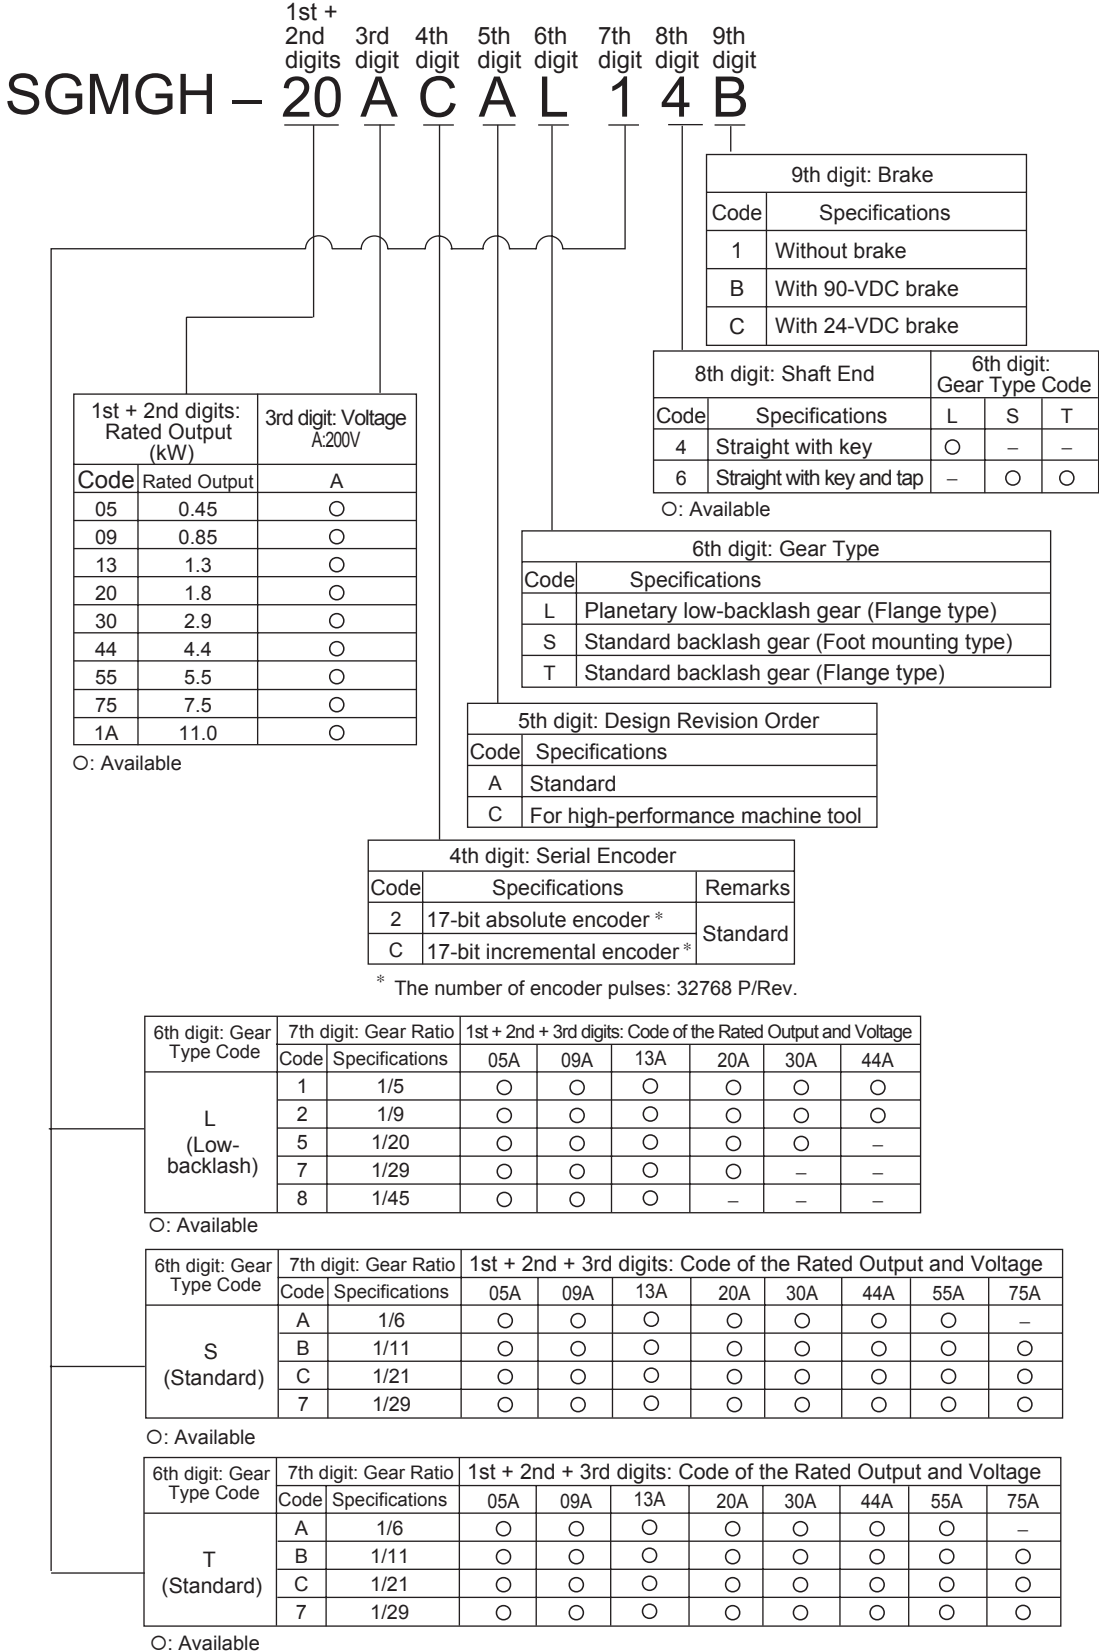 1st +
2nd 3rd 4th 5th 6th 7th 8th 9th
digits digit digit digit digit digit digit digit
SGMGH – 20 A C A L 1 4 B
9th digit: Brake
Code Specifications
1 Without brake
B With 90-VDC brake
C With 24-VDC brake
8th digit: Shaft End 6th digit: Gear Type Code
Code Specifications L S T
4 Straight with key O – –
6 Straight with key and tap – O O
O: Available
1st + 2nd digits: Rated Output (kW) 3rd digit: Voltage A:200V
Code Rated Output A
05 0.45 O
09 0.85 O
13 1.3 O
20 1.8 O
30 2.9 O
44 4.4 O
55 5.5 O
75 7.5 O
1A 11.0 O
O: Available
6th digit: Gear Type
Code Specifications
L Planetary low-backlash gear (Flange type)
S Standard backlash gear (Foot mounting type)
T Standard backlash gear (Flange type)
5th digit: Design Revision Order
Code Specifications
A Standard
C For high-performance machine tool
4th digit: Serial Encoder
Code Specifications Remarks
2 17-bit absolute encoder * Standard
C 17-bit incremental encoder *
* The number of encoder pulses: 32768 P/Rev.
6th digit: Gear Type Code 7th digit: Gear Ratio 1st + 2nd + 3rd digits: Code of the Rated Output and Voltage
Code Specifications 05A 09A 13A 20A 30A 44A
L (Low-backlash)
1 1/5 O O O O O O
2 1/9 O O O O O O
5 1/20 O O O O O –
7 1/29 O O O O – –
8 1/45 O O O – – –
O: Available
6th digit: Gear Type Code 7th digit: Gear Ratio 1st + 2nd + 3rd digits: Code of the Rated Output and Voltage
Code Specifications 05A 09A 13A 20A 30A 44A 55A 75A
S (Standard)
A 1/6 O O O O O O O –
B 1/11 O O O O O O O O
C 1/21 O O O O O O O O
7 1/29 O O O O O O O O
O: Available
6th digit: Gear Type Code 7th digit: Gear Ratio 1st + 2nd + 3rd digits: Code of the Rated Output and Voltage
Code Specifications 05A 09A 13A 20A 30A 44A 55A 75A
T (Standard)
A 1/6 O O O O O O O –
B 1/11 O O O O O O O O
C 1/21 O O O O O O O O
7 1/29 O O O O O O O O
O: Available